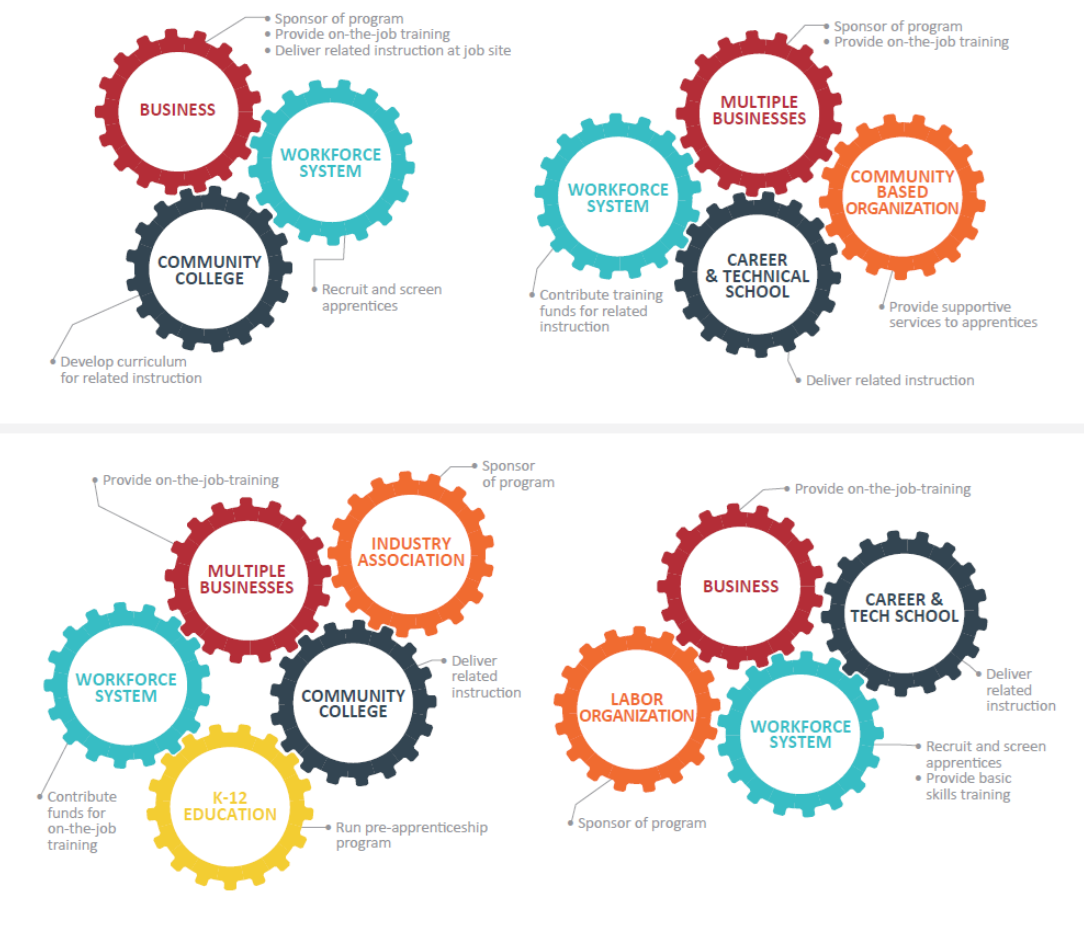 • Sponsor of program
• Provide on-the-job training
• Deliver related instruction at job site
BUSINESS
WORKFORCE
SYSTEM
COMMUNITY
COLLEGE
• Recruit and screen
apprentices
• Develop curriculum
for related instruction
• Sponsor of program
• Provide on-the-job training
MULTIPLE
BUSINESSES
WORKFORCE
SYSTEM
COMMUNITY
BASED
ORGANIZATION
CAREER
& TECHNICAL
SCHOOL
• Contribute training
funds for related
instruction
• Provide supportive
services to apprentices
• Deliver related instruction
• Provide on-the-job-training
• Sponsor
of program
INDUSTRY
ASSOCIATION
MULTIPLE
BUSINESSES
WORKFORCE
SYSTEM
COMMUNITY
COLLEGE
• Deliver
related
instruction
K-12
EDUCATION
• Contribute
funds for
on-the-job
training
• Run pre-apprenticeship
program
• Provide on-the-job-training
BUSINESS
CAREER &
TECH SCHOOL
LABOR
ORGANIZATION
WORKFORCE
SYSTEM
• Deliver
related
instruction
• Recruit and screen
apprentices
• Provide basic
skills training
• Sponsor of program